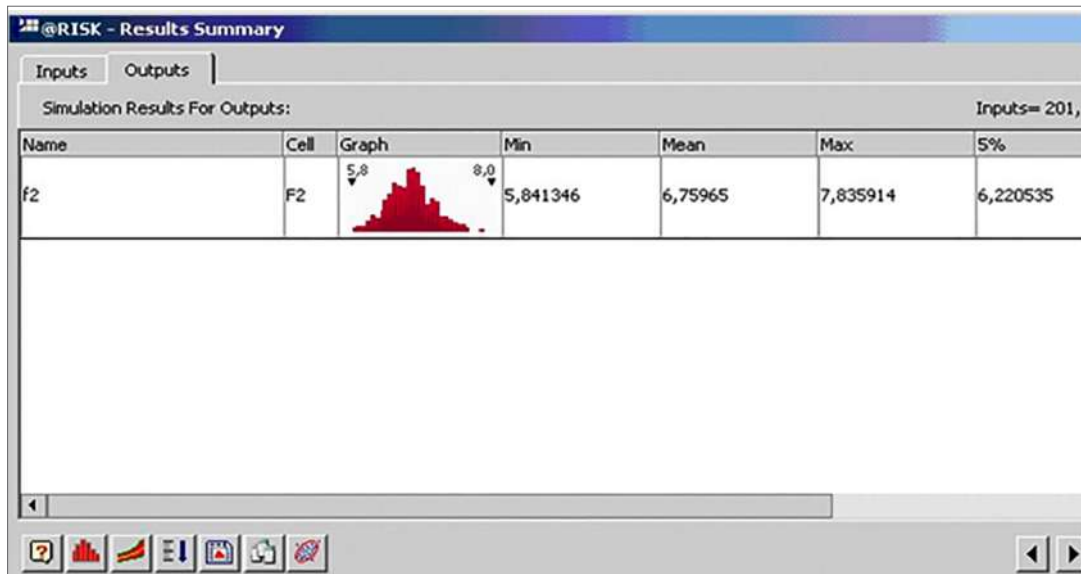 @RISK - Results Summary
Inputs Outputs
Simulation Results For Outputs: Inputs= 201,
Name Cell Graph Min Mean Max 5%
5,8 8,0
f2 F2 5,841346 6,75965 7,835914 6,220535